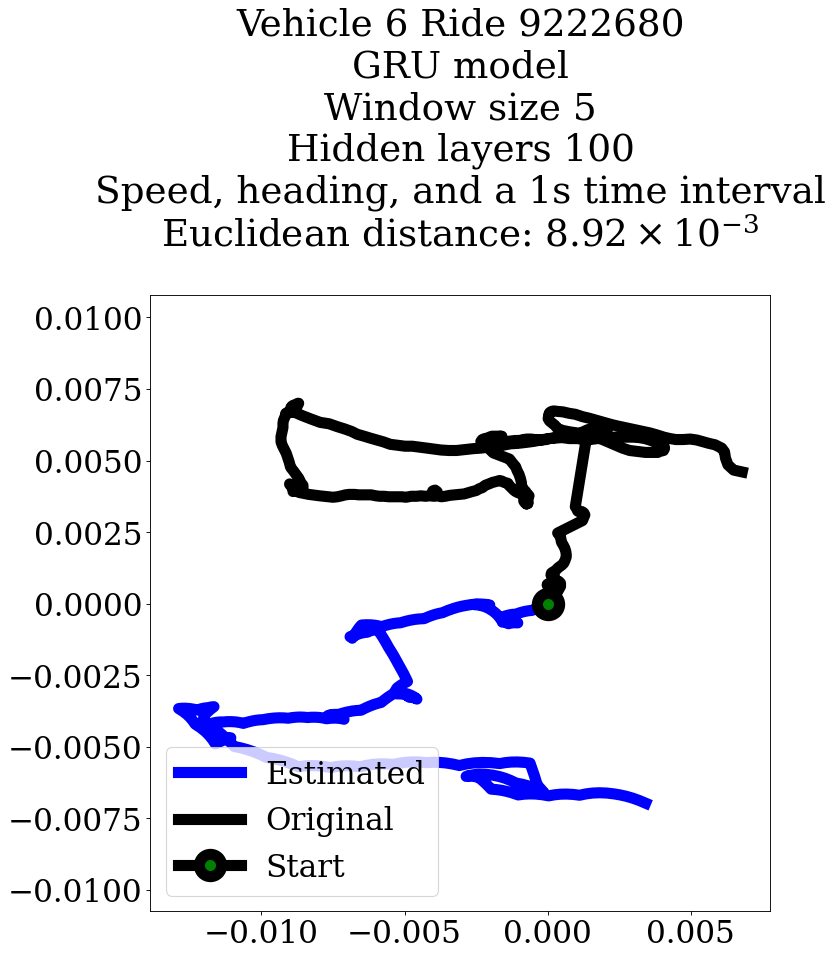 Vehicle 6 Ride 9222680
GRU model
Window size 5
Hidden layers 100
Speed, heading, and a 1s time interval
Euclidean distance: 8.92 × 10⁻³
0.0100
0.0075
0.0050
0.0025
0.0000
−0.0025
−0.0050
−0.0075
−0.0100
Estimated
Original
Start
−0.010 −0.005 0.000 0.005